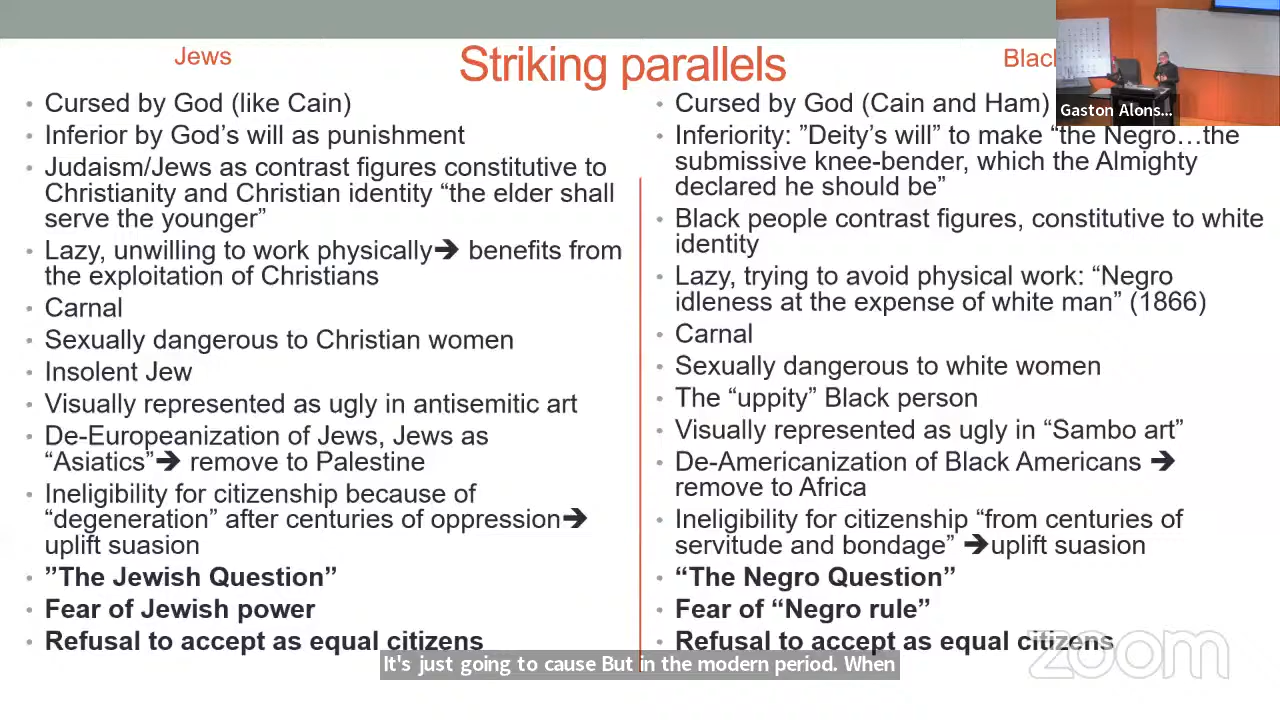 Jews
Striking parallels
• Cursed by God (like Cain)
• Inferior by God's will as punishment
• Judaism/Jews as contrast figures constitutive to
Christianity and Christian identity “the elder shall
serve the younger”
• Lazy, unwilling to work physically➔ benefits from
the exploitation of Christians
• Carnal
• Sexually dangerous to Christian women
• Insolent Jew
• Visually represented as ugly in antisemitic art
• De-Europeanization of Jews, Jews as
“Asiatics”➔ remove to Palestine
• Ineligibility for citizenship because of
“degeneration” after centuries of oppression➔
uplift suasion
• ”The Jewish Question”
• Fear of Jewish power
• Refusal to accept as equal citizens
• Cursed by God (Cain and Ham)
• Inferiority: ”Deity’s will” to make “the Negro…the
submissive knee-bender, which the Almighty
declared he should be”
• Black people contrast figures, constitutive to white
identity
• Lazy, trying to avoid physical work: “Negro
idleness at the expense of white man” (1866)
• Carnal
• Sexually dangerous to white women
• The “uppity” Black person
• Visually represented as ugly in “Sambo art”
• De-Americanization of Black Americans ➔
remove to Africa
• Ineligibility for citizenship “from centuries of
servitude and bondage” ➔uplift suasion
• “The Negro Question”
• Fear of “Negro rule”
• Refusal to accept as equal citizens
Gaston Alons...
It's just going to cause But in the modern period. When
zoom